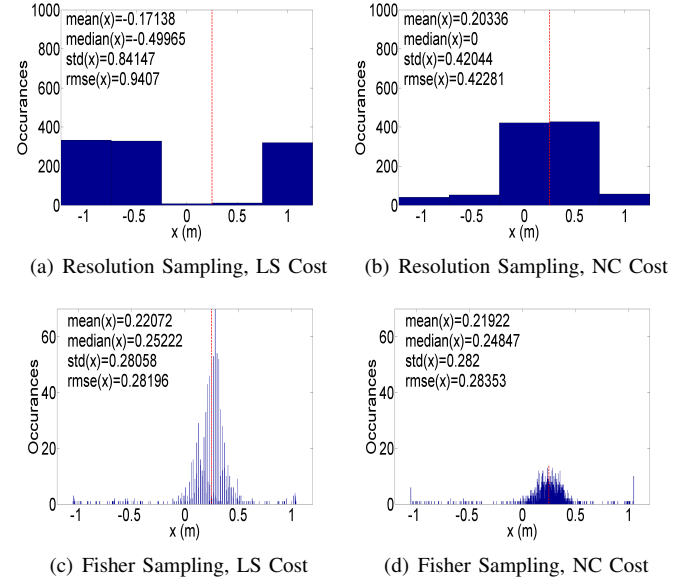 1000
800
600
400
200
0
Occurances
mean(x)=-0.17138
median(x)=-0.49965
std(x)=0.84147
rmse(x)=0.9407
-1 -0.5 0 0.5 1
x (m)
(a) Resolution Sampling, LS Cost
1000
800
600
400
200
0
Occurances
mean(x)=0.20336
median(x)=0
std(x)=0.42044
rmse(x)=0.42281
-1 -0.5 0 0.5 1
x (m)
(b) Resolution Sampling, NC Cost
60
40
20
0
Occurances
mean(x)=0.22072
median(x)=0.25222
std(x)=0.28058
rmse(x)=0.28196
-1 -0.5 0 0.5 1
x (m)
(c) Fisher Sampling, LS Cost
60
40
20
0
Occurances
mean(x)=0.21922
median(x)=0.24847
std(x)=0.282
rmse(x)=0.28353
-1 -0.5 0 0.5 1
x (m)
(d) Fisher Sampling, NC Cost